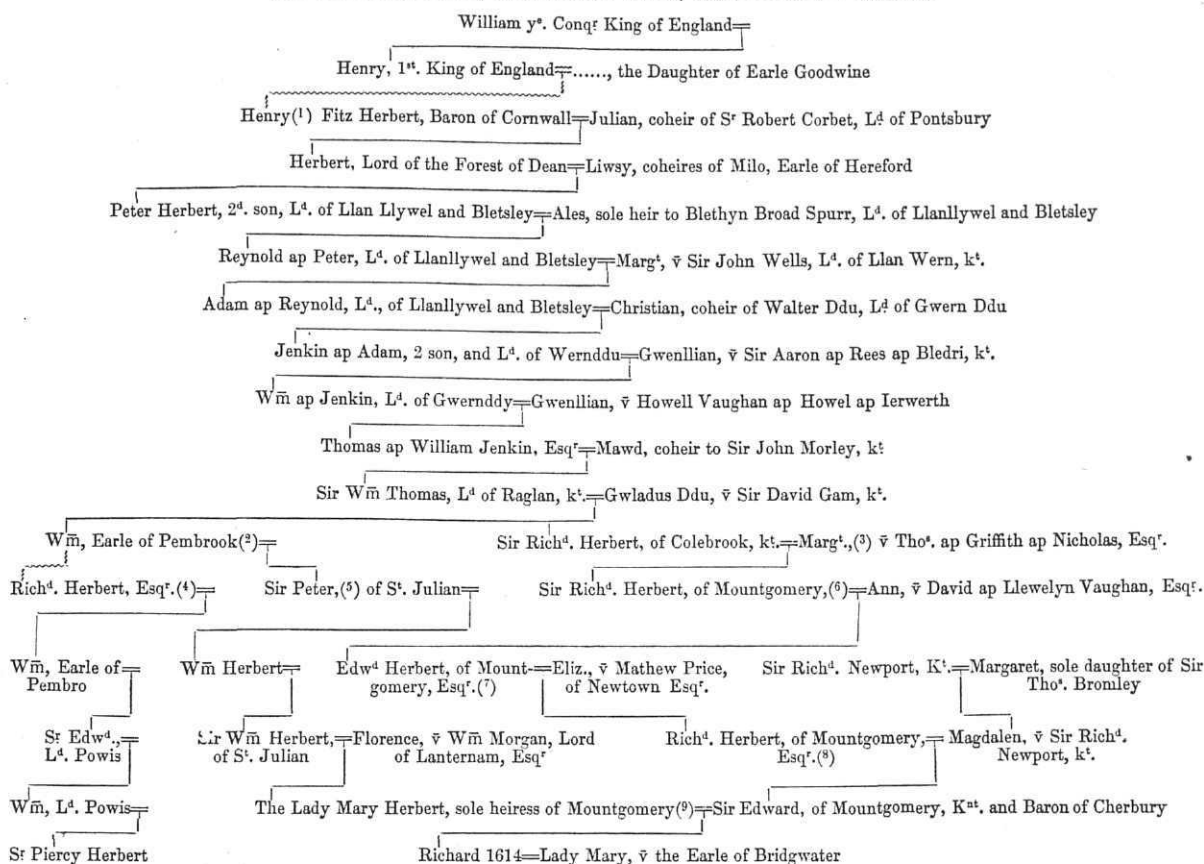 William yᵉ. Conqʳ. King of England
Henry, 1ˢᵗ. King of England=......, the Daughter of Earle Goodwine
Henry(¹) Fitz Herbert, Baron of Cornwall=Julian, coheir of Sʳ Robert Corbet, Lᵈ. of Pontsbury
Herbert, Lord of the Forest of Dean=Liwsy, coheires of Milo, Earle of Hereford
Peter Herbert, 2ᵈ. son, Lᵈ. of Llan Llywel and Bletsley=Ales, sole heir to Blethyn Broad Spurr, Lᵈ. of Llanllywel and Bletsley
Reynold ap Peter, Lᵈ. of Llanllywel and Bletsley=Margᵗ, v̄ Sir John Wells, Lᵈ. of Llan Wern, kᵗ.
Adam ap Reynold, Lᵈ., of Llanllywel and Bletsley=Christian, coheir of Walter Ddu, Lᵈ. of Gwern Ddu
Jenkin ap Adam, 2 son, and Lᵈ. of Wernddu=Gwenllian, v̄ Sir Aaron ap Rees ap Bledri, kᵗ.
Wm̄ ap Jenkin, Lᵈ. of Gwernddy=Gwenllian, v̄ Howell Vaughan ap Howel ap Ierwerth
Thomas ap William Jenkin, Esqʳ=Mawd, coheir to Sir John Morley, kᵗ.
Sir Wm̄ Thomas, Lᵈ of Raglan, kᵗ.=Gwladus Ddu, v̄ Sir David Gam, kᵗ.
Wm̄, Earle of Pembrook(²)= Sir Richᵈ. Herbert, of Colebrook, kᵗ.=Margᵗ.,(³) v̄ Thoˢ. ap Griffith ap Nicholas, Esqʳ.
Richᵈ. Herbert, Esqʳ.(⁴)= Sir Peter,(⁵) of Sᵗ. Julian= Sir Richᵈ. Herbert, of Mountgomery,(⁶)=Ann, v̄ David ap Llewelyn Vaughan, Esqʳ.
Wm̄, Earle of= Wm̄ Herbert= Edwᵈ Herbert, of Mount-=Eliz., v̄ Mathew Price, Sir Richᵈ. Newport, Kᵗ.=Margaret, sole daughter of Sir
Pembro gomery, Esqʳ.(⁷) of Newtown Esqʳ. Thoˢ. Bromley
Sʳ. Edwᵈ.,= Sir Wm̄ Herbert,=Florence, v̄ Wm̄ Morgan, Lord Richᵈ. Herbert, of Mountgomery,= Magdalen, v̄ Sir Richᵈ.
Lᵈ. Powis of Sᵗ. Julian of Lanternam, Esqʳ Esqʳ.(⁸) Newport, kᵗ.
Wm̄, Lᵈ. Powis= The Lady Mary Herbert, sole heiress of Mountgomery(⁹)=Sir Edward, of Mountgomery, Kⁿᵗ. and Baron of Cherbury
Sʳ. Piercy Herbert Richard 1614=Lady Mary, v̄ the Earle of Bridgwater